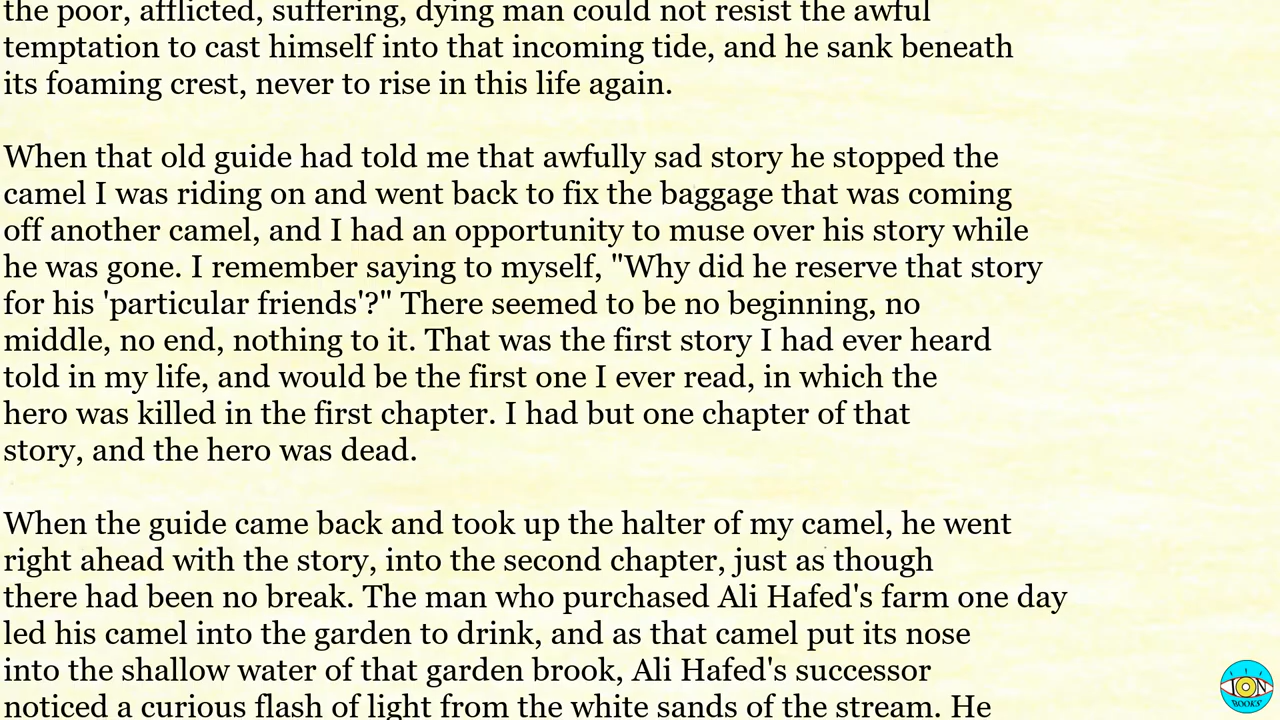 the poor, afflicted, suffering, dying man could not resist the awful
temptation to cast himself into that incoming tide, and he sank beneath
its foaming crest, never to rise in this life again.
When that old guide had told me that awfully sad story he stopped the
camel I was riding on and went back to fix the baggage that was coming
off another camel, and I had an opportunity to muse over his story while
he was gone. I remember saying to myself, "Why did he reserve that story
for his 'particular friends'?" There seemed to be no beginning, no
middle, no end, nothing to it. That was the first story I had ever heard
told in my life, and would be the first one I ever read, in which the
hero was killed in the first chapter. I had but one chapter of that
story, and the hero was dead.
When the guide came back and took up the halter of my camel, he went
right ahead with the story, into the second chapter, just as though
there had been no break. The man who purchased Ali Hafed's farm one day
led his camel into the garden to drink, and as that camel put its nose
into the shallow water of that garden brook, Ali Hafed's successor
noticed a curious flash of light from the white sands of the stream. He
ION
BOOKS